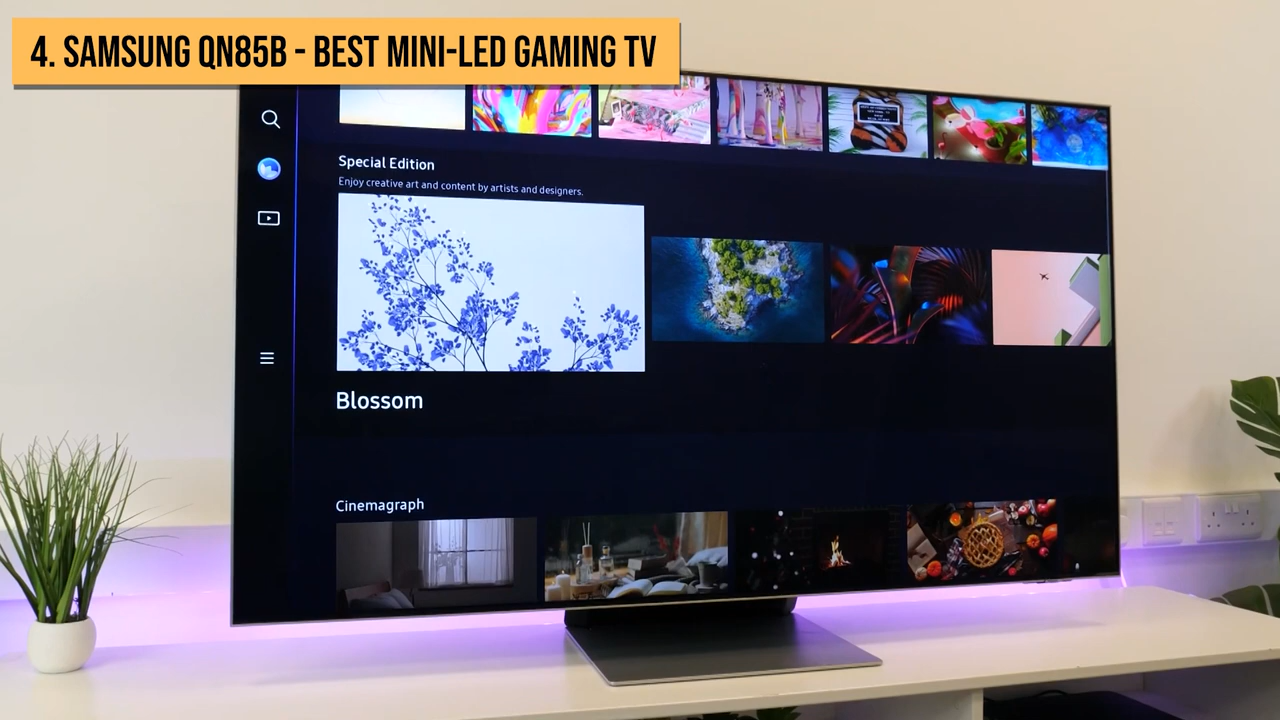 4. SAMSUNG QN85B - BEST MINI-LED GAMING TV
Special Edition
Enjoy creative art and content by artists and designers.
Blossom
Cinemagraph